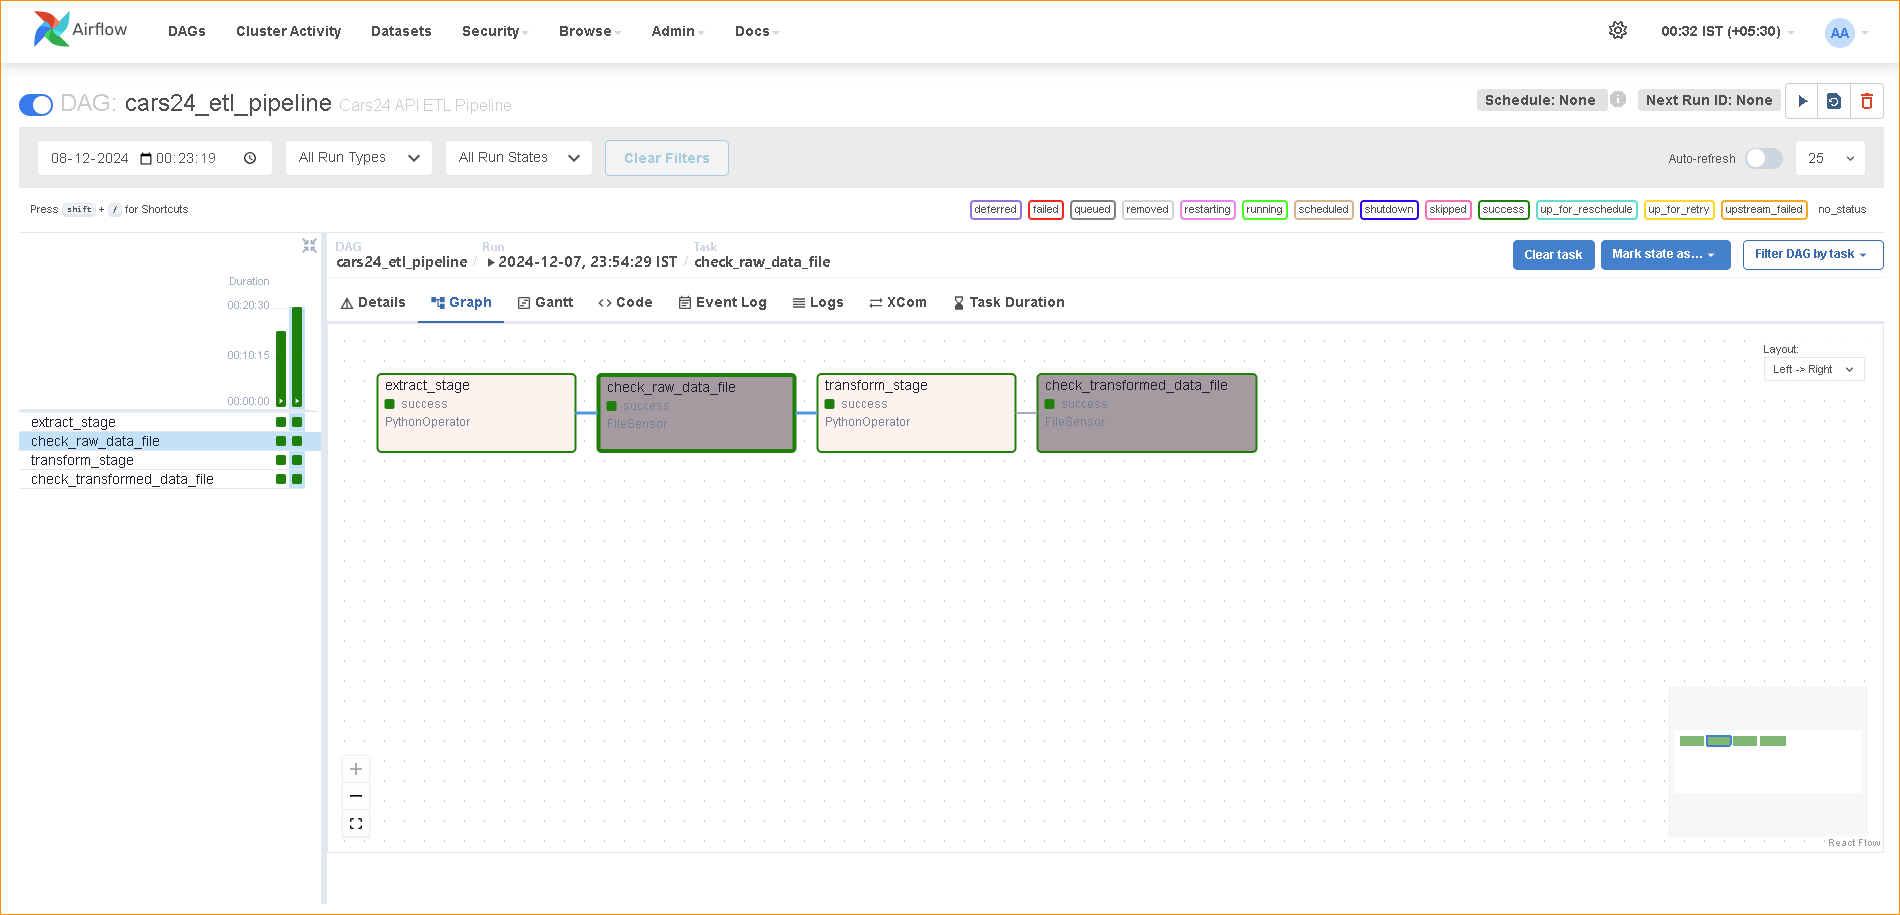 Airflow DAGs Cluster Activity Datasets Security Browse Admin Docs 00:32 IST (+05:30) AA
DAG: cars24_etl_pipeline Cars24 API ETL Pipeline Schedule: None Next Run ID: None
08-12-2024 00:23:19 All Run Types All Run States Clear Filters Auto-refresh 25
Press shift + / for Shortcuts deferred failed queued removed restarting running scheduled shutdown skipped success up_for_reschedule up_for_retry upstream_failed no_status
DAG Run Task
cars24_etl_pipeline / 2024-12-07, 23:54:29 IST / check_raw_data_file Clear task Mark state as... Filter DAG by task
Duration
00:20:30
00:10:15
00:00:00
extract_stage
check_raw_data_file
transform_stage
check_transformed_data_file
Details Graph Gantt Code Event Log Logs XCom Task Duration
Layout:
Left -> Right
extract_stage
success
PythonOperator
check_raw_data_file
success
FileSensor
transform_stage
success
PythonOperator
check_transformed_data_file
success
FileSensor
React Flow